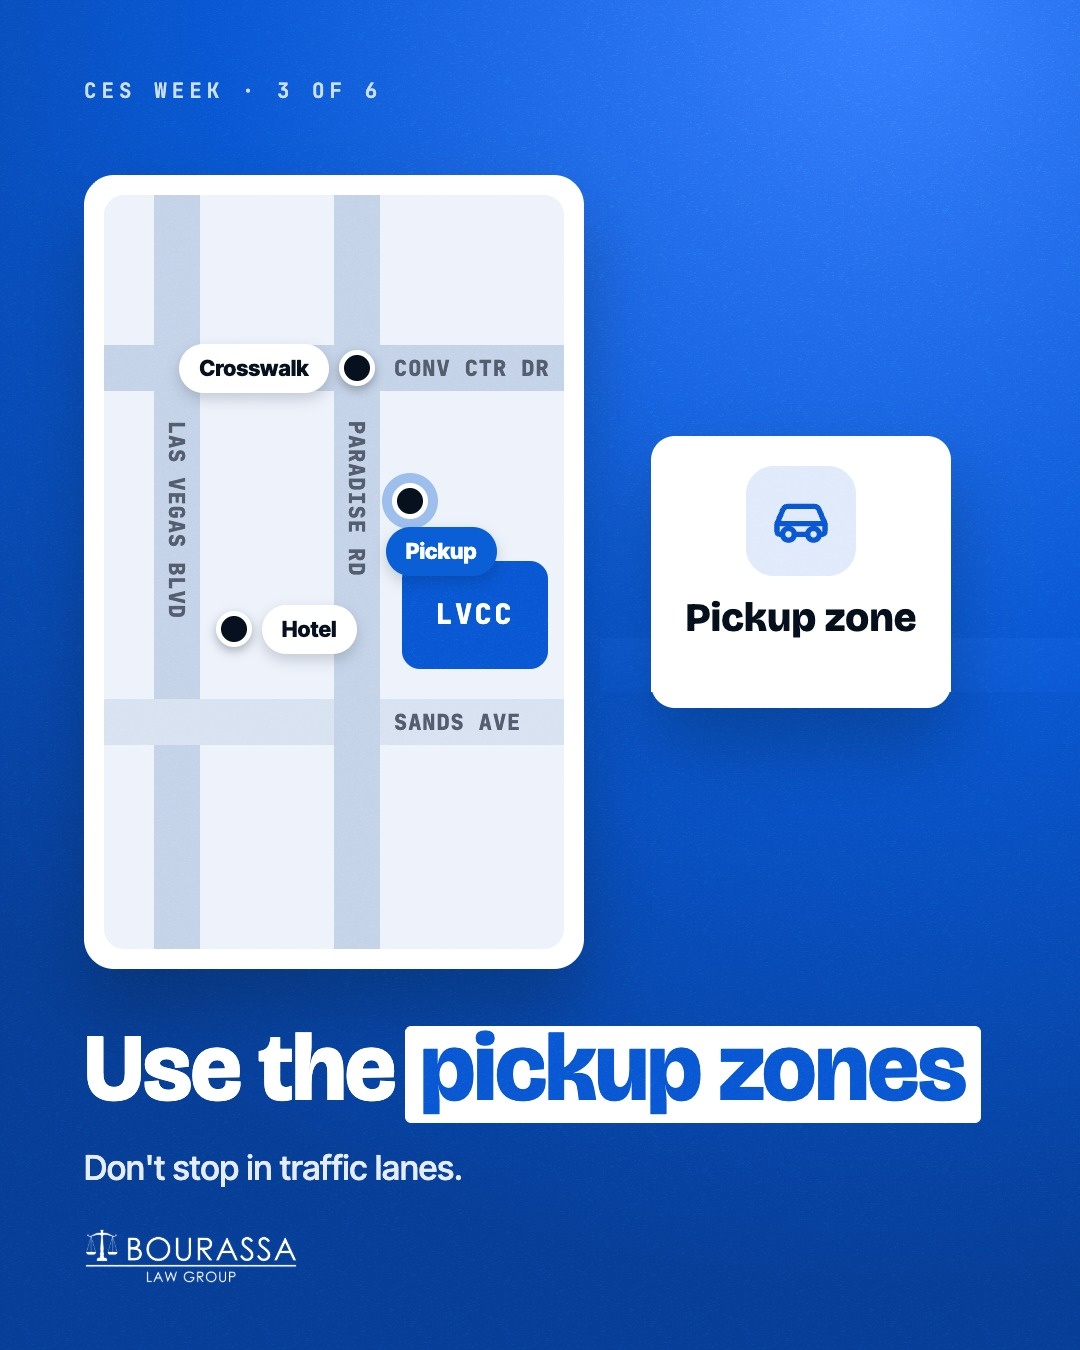 CES WEEK · 3 OF 6
Crosswalk
CONV CTR DR
LAS VEGAS BLVD
PARADISE RD
Pickup
LVCC
Hotel
SANDS AVE
Pickup zone
Use the pickup zones
Don't stop in traffic lanes.
BOURASSA
LAW GROUP